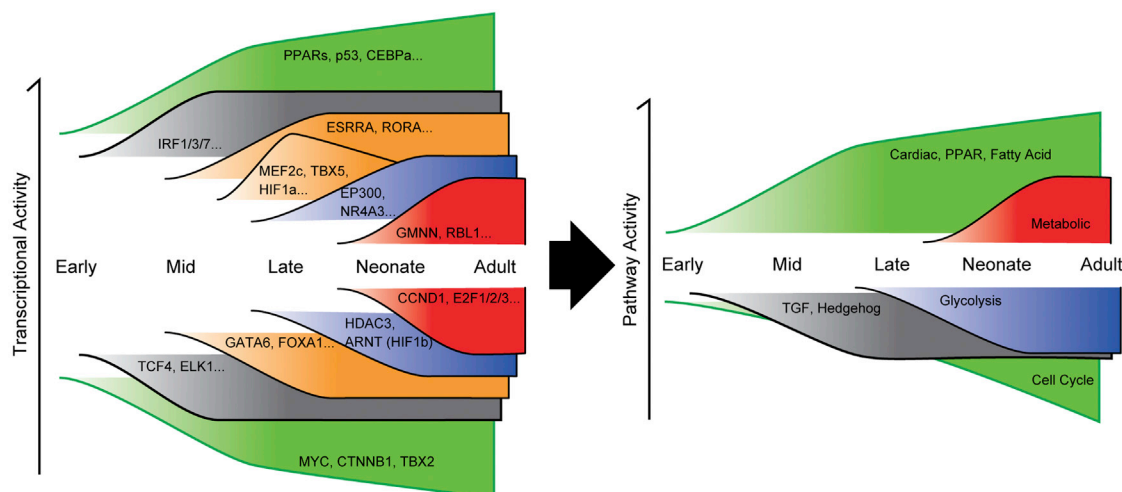 Transcriptional Activity
PPARs, p53, CEBPa...
IRF1/3/7...
ESRRA, RORA...
MEF2c, TBX5,
HIF1a...
EP300,
NR4A3...
GMNN, RBL1...
Early Mid Late Neonate Adult
CCND1, E2F1/2/3...
HDAC3,
ARNT (HIF1b)
GATA6, FOXA1...
TCF4, ELK1...
MYC, CTNNB1, TBX2
Pathway Activity
Cardiac, PPAR, Fatty Acid
Metabolic
Early Mid Late Neonate Adult
TGF, Hedgehog
Glycolysis
Cell Cycle